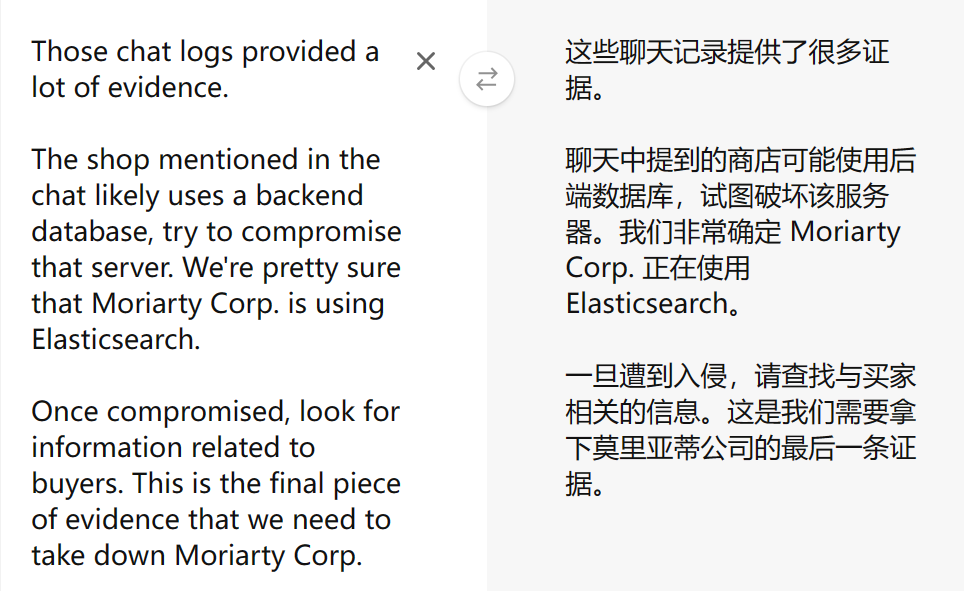 Those chat logs provided a
lot of evidence.
The shop mentioned in the
chat likely uses a backend
database, try to compromise
that server. We're pretty sure
that Moriarty Corp. is using
Elasticsearch.
Once compromised, look for
information related to
buyers. This is the final piece
of evidence that we need to
take down Moriarty Corp.
这些聊天记录提供了很多证
据。
聊天中提到的商店可能使用后
端数据库，试图破坏该服务
器。我们非常确定 Moriarty
Corp. 正在使用
Elasticsearch。
一旦遭到入侵，请查找与买家
相关的信息。这是我们需要拿
下莫里亚蒂公司的最后一条证
据。